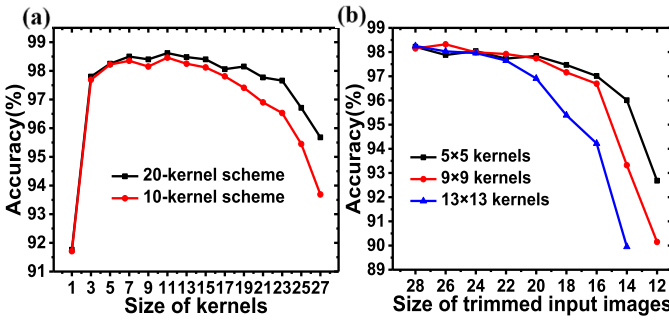 (a)
99
98
97
96
95
94
93
92
91
Accuracy(%)
20-kernel scheme
10-kernel scheme
1 3 5 7 9 11 13 15 17 19 21 23 25 27
Size of kernels
(b)
99
98
97
96
95
94
93
92
91
90
89
Accuracy(%)
5×5 kernels
9×9 kernels
13×13 kernels
28 26 24 22 20 18 16 14 12
Size of trimmed input images